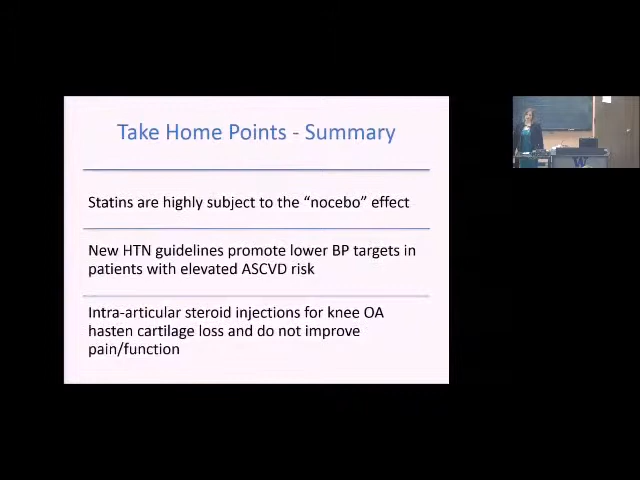 Take Home Points - Summary
Statins are highly subject to the “nocebo” effect
New HTN guidelines promote lower BP targets in
patients with elevated ASCVD risk
Intra-articular steroid injections for knee OA
hasten cartilage loss and do not improve
pain/function
W